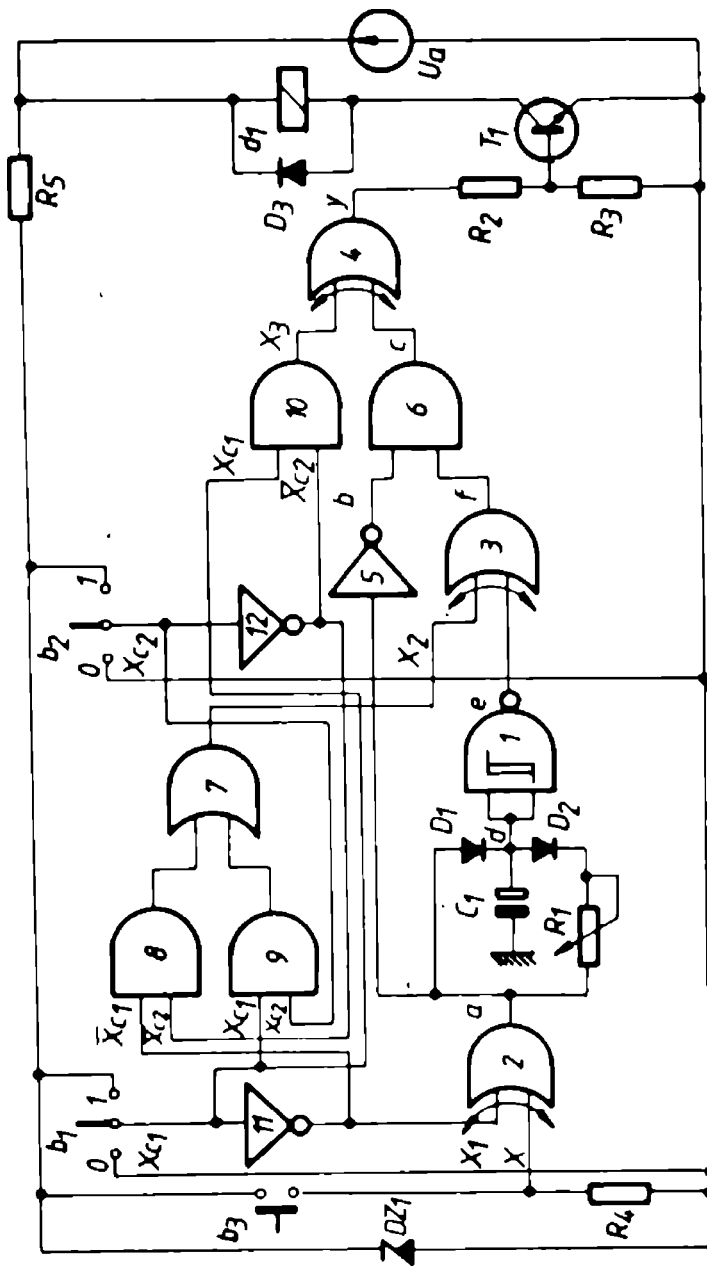 R5
Ua
d1
D3
T1
y
R2
R3
4
X3
c
10
6
XC1
X̄C2
b
f
5
3
b2
1
0
XC2
12
X2
7
e
1
D1
d
D2
C1
R1
8
9
X̄C1
X̄C2
XC1
xC2
a
2
b1
1
0
XC1
11
X1
X
b3
DZ1
R4